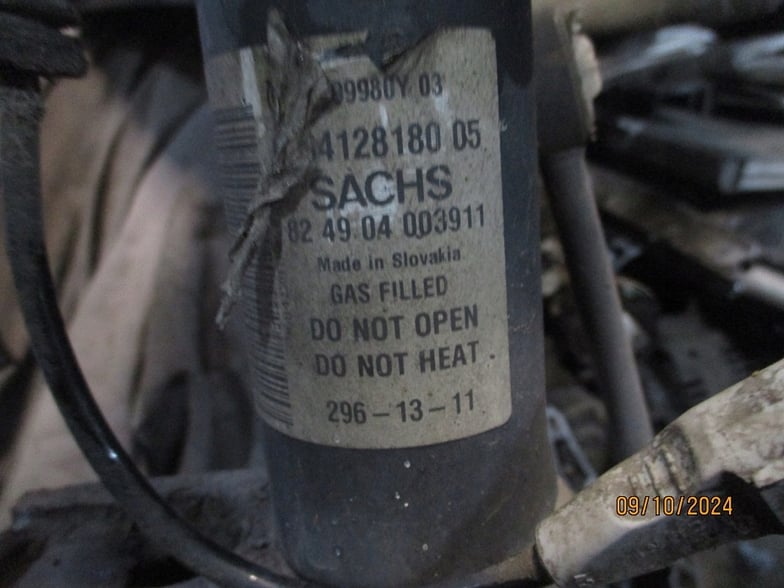 09980Y 03
4128180 05
SACHS
82 49 04 003911
Made in Slovakia
GAS FILLED
DO NOT OPEN
DO NOT HEAT.
296-13-11
09/10/2024